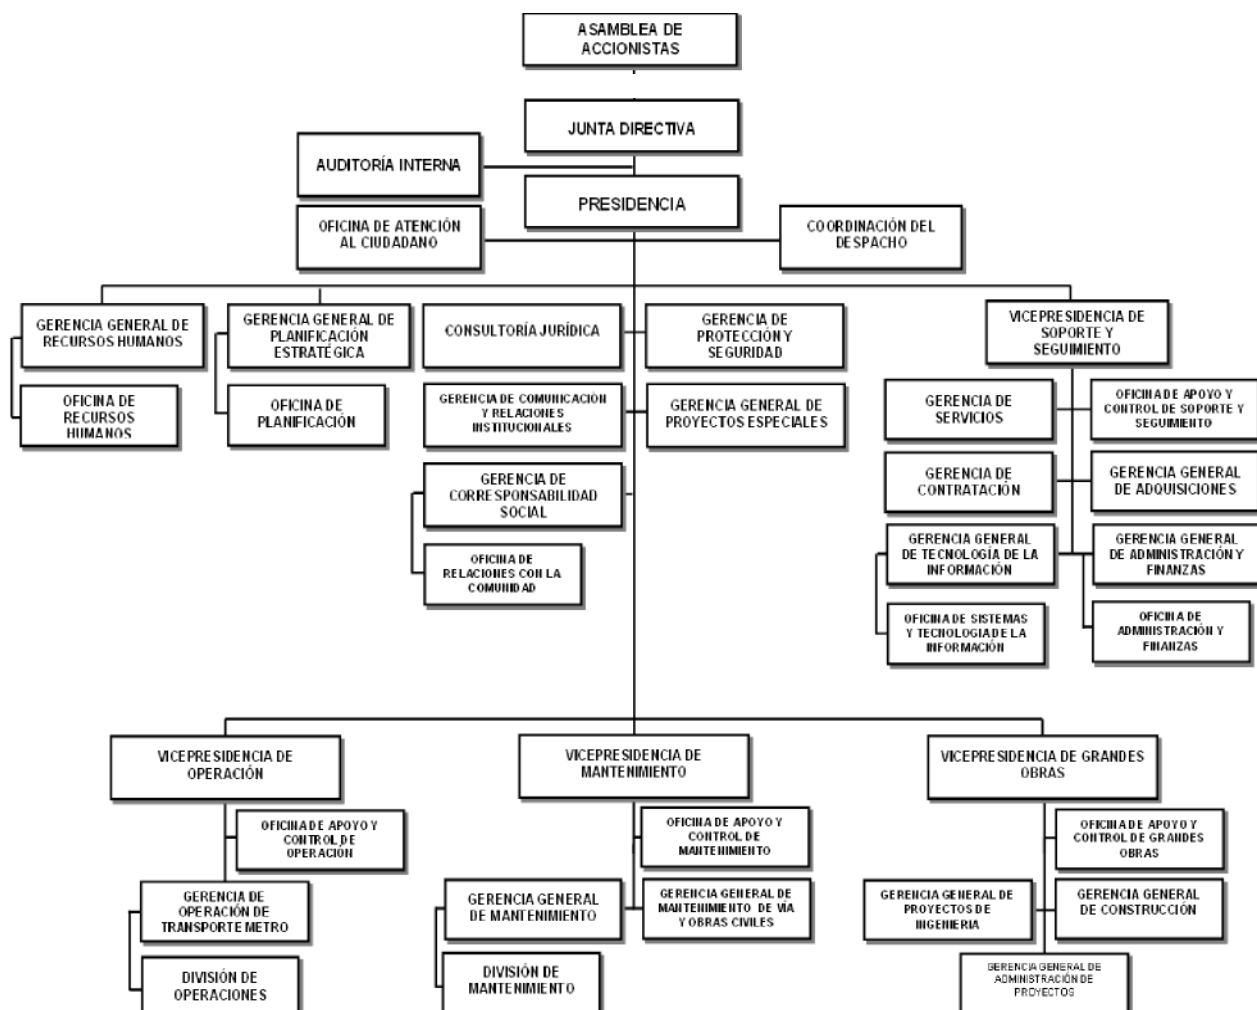 ASAMBLEA DE
ACCIONISTAS
JUNTA DIRECTIVA
AUDITORÍA INTERNA
PRESIDENCIA
OFICINA DE ATENCIÓN
AL CIUDADANO
COORDINACIÓN DEL
DESPACHO
GERENCIA GENERAL DE
RECURSOS HUMANOS
OFICINA DE
RECURSOS
HUMANOS
GERENCIA GENERAL DE
PLANIFICACIÓN
ESTRATÉGICA
OFICINA DE
PLANIFICACIÓN
CONSULTORÍA JURÍDICA
GERENCIA DE
PROTECCIÓN Y
SEGURIDAD
GERENCIA DE COMUNICACIÓN
Y RELACIONES
INSTITUCIONALES
GERENCIA GENERAL DE
PROYECTOS ESPECIALES
GERENCIA DE
CORRESPONSABILIDAD
SOCIAL
OFICINA DE
RELACIONES CON LA
COMUNIDAD
VICEPRESIDENCIA DE
SOPORTE Y
SEGUIMIENTO
GERENCIA DE
SERVICIOS
OFICINA DE APOYO Y
CONTROL DE SOPORTE Y
SEGUIMIENTO
GERENCIA DE
CONTRATACIÓN
GERENCIA GENERAL
DE ADQUISICIONES
GERENCIA GENERAL
DE TECNOLOGÍA DE LA
INFORMACIÓN
GERENCIA GENERAL
DE ADMINISTRACIÓN Y
FINANZAS
OFICINA DE SISTEMAS
Y TECNOLOGIA DE LA
INFORMACIÓN
OFICINA DE
ADMINISTRACIÓN Y
FINANZAS
VICEPRESIDENCIA DE
OPERACIÓN
OFICINA DE APOYO Y
CONTROL DE
OPERACIÓN
GERENCIA DE
OPERACIÓN DE
TRANSPORTE METRO
DIVISIÓN DE
OPERACIONES
VICEPRESIDENCIA DE
MANTENIMIENTO
OFICINA DE APOYO Y
CONTROL DE
MANTENIMIENTO
GERENCIA GENERAL
DE MANTENIMIENTO
GERENCIA GENERAL DE
MANTENIMIENTO DE VÍA
Y OBRAS CIVILES
DIVISIÓN DE
MANTENIMIENTO
VICEPRESIDENCIA DE GRANDES
OBRAS
OFICINA DE APOYO Y
CONTROL DE GRANDES
OBRAS
GERENCIA GENERAL DE
PROYECTOS DE
INGENIERIA
GERENCIA GENERAL
DE CONSTRUCCIÓN
GERENCIA GENERAL DE
ADMINISTRACIÓN DE
PROYECTOS